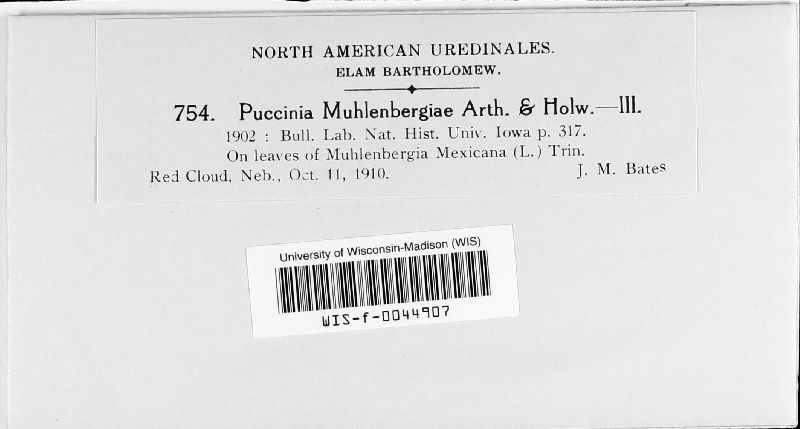 NORTH AMERICAN UREDINALES.
ELAM BARTHOLOMEW.
754. Puccinia Muhlenbergiae Arth. & Holw.—III.
1902 : Bull. Lab. Nat. Hist. Univ. Iowa p. 317.
On leaves of Muhlenbergia Mexicana (L.) Trin.
Red Cloud, Neb., Oct. 11, 1910. J. M. Bates
University of Wisconsin-Madison (WIS)
WIS-f-0044907